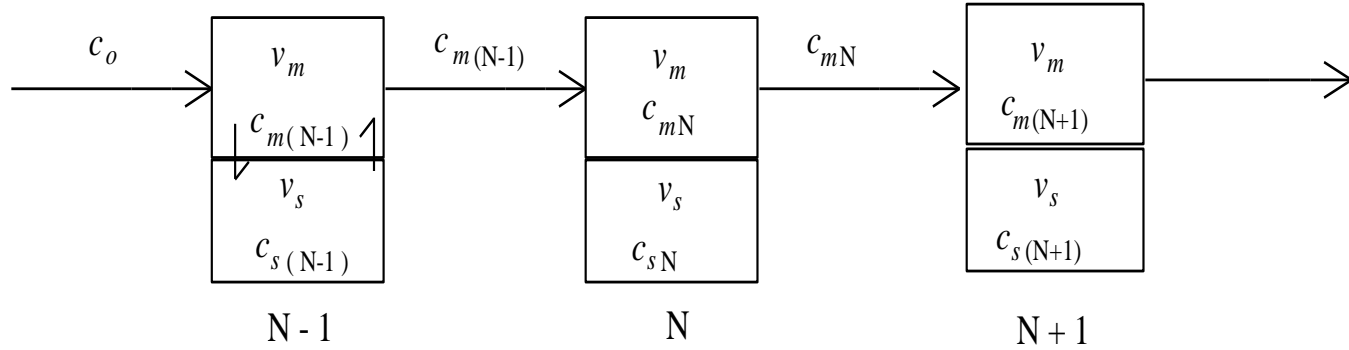 c_o
v_m
c_m(N-1)
v_s
c_s(N-1)
N-1
c_m(N-1)
v_m
c_mN
v_s
c_sN
N
c_mN
v_m
c_m(N+1)
v_s
c_s(N+1)
N+1